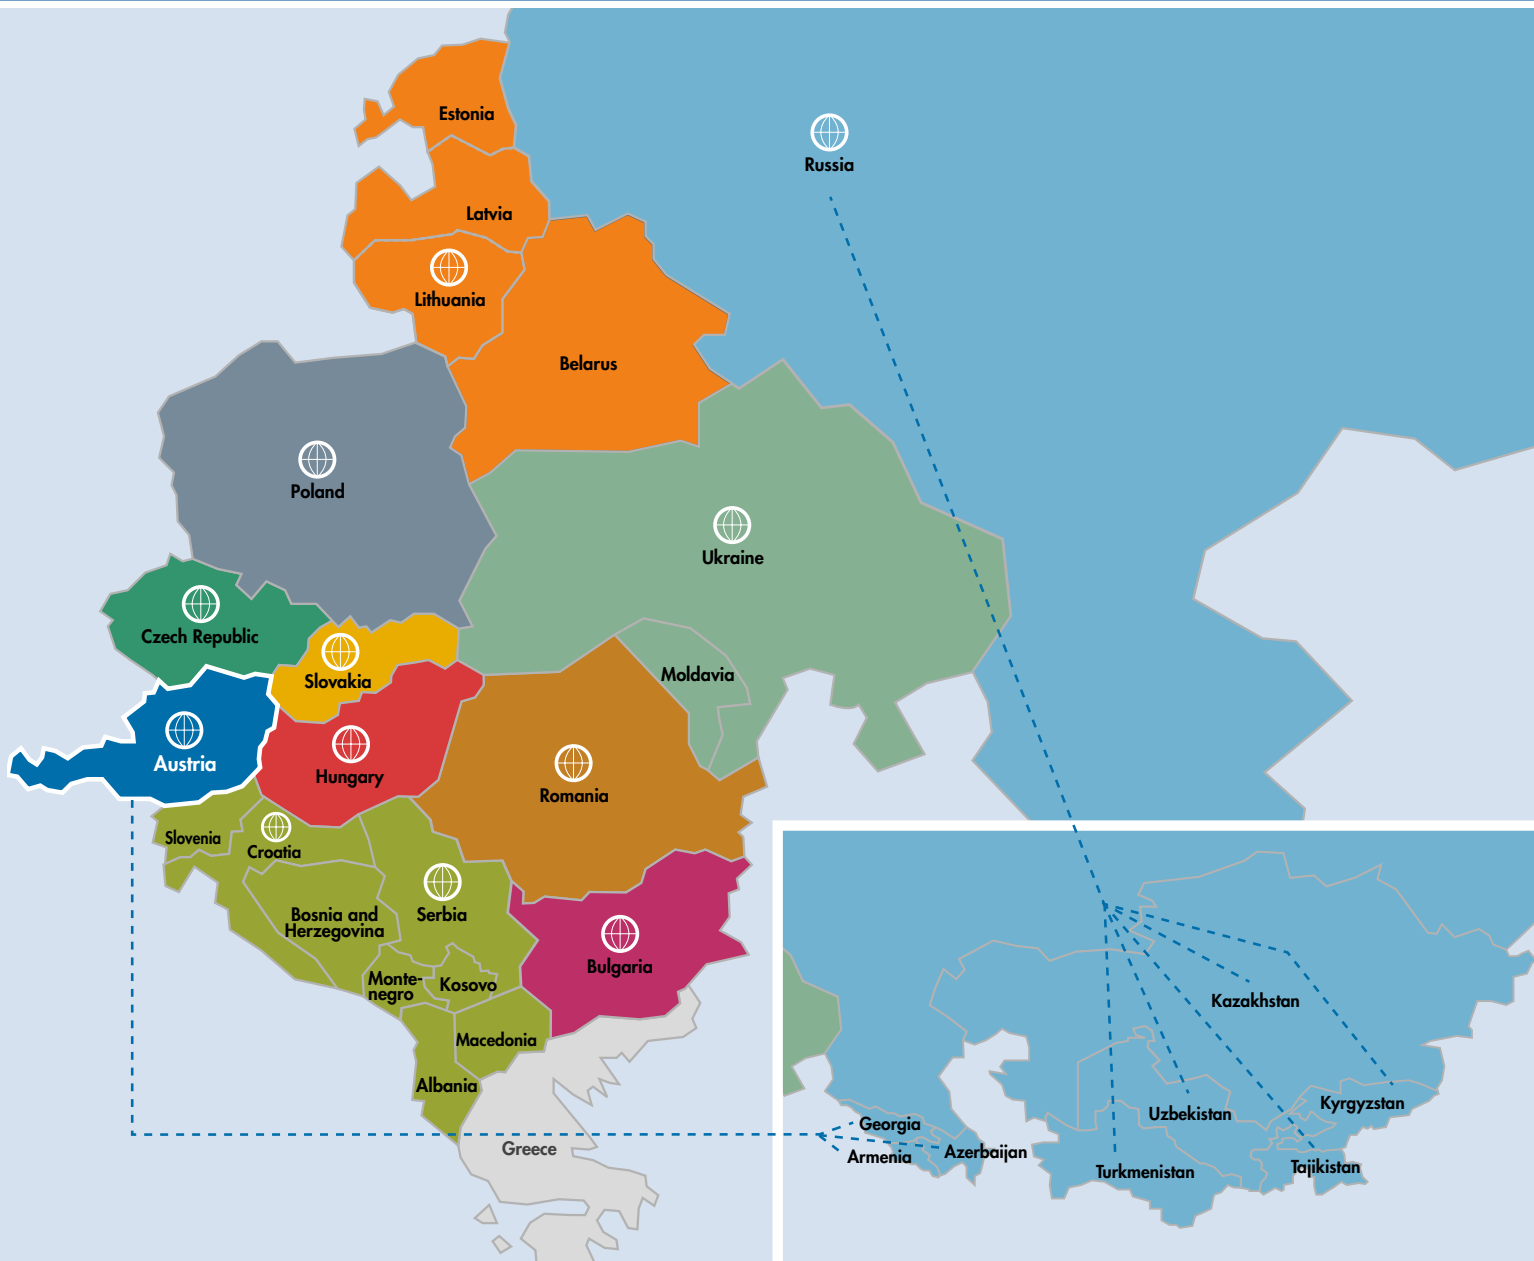 Estonia
Russia
Latvia
Lithuania
Belarus
Poland
Ukraine
Czech Republic
Slovakia
Moldavia
Austria
Hungary
Romania
Slovenia
Croatia
Bosnia and
Herzegovina
Serbia
Bulgaria
Monte-
negro
Kosovo
Macedonia
Albania
Greece
Kazakhstan
Kyrgyzstan
Uzbekistan
Georgia
Armenia
Azerbaijan
Turkmenistan
Tajikistan